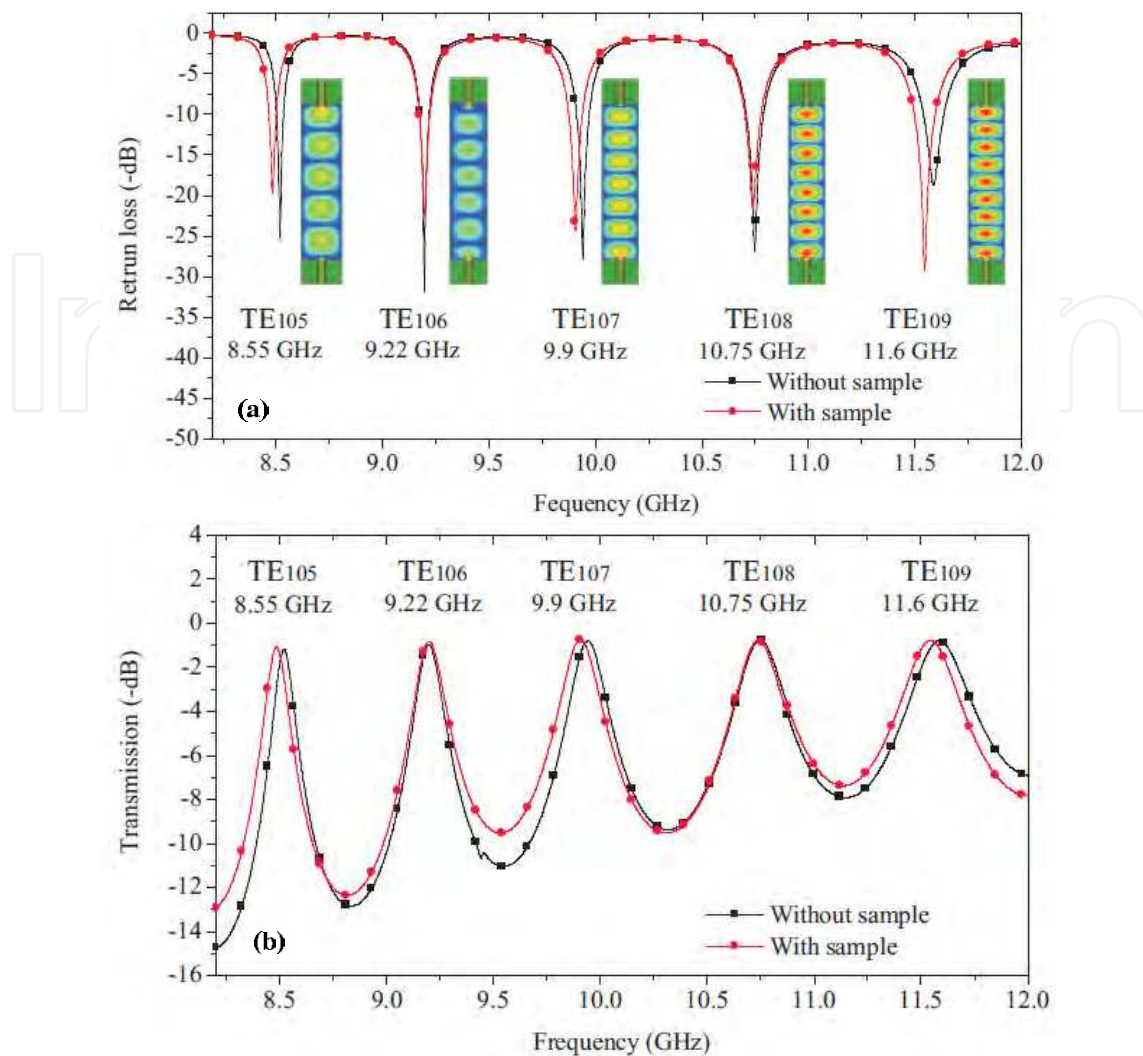 0
-5
-10
-15
-20
-25
-30
-35
-40
-45
-50
Retrun loss (-dB)
TE105 TE106 TE107 TE108 TE109
8.55 GHz 9.22 GHz 9.9 GHz 10.75 GHz 11.6 GHz
Without sample
With sample
(a)
8.5 9.0 9.5 10.0 10.5 11.0 11.5 12.0
Fequency (GHz)
4
2
0
-2
-4
-6
-8
-10
-12
-14
-16
Transmission (-dB)
TE105 TE106 TE107 TE108 TE109
8.55 GHz 9.22 GHz 9.9 GHz 10.75 GHz 11.6 GHz
Without sample
With sample
(b)
8.5 9.0 9.5 10.0 10.5 11.0 11.5 12.0
Frequency (GHz)